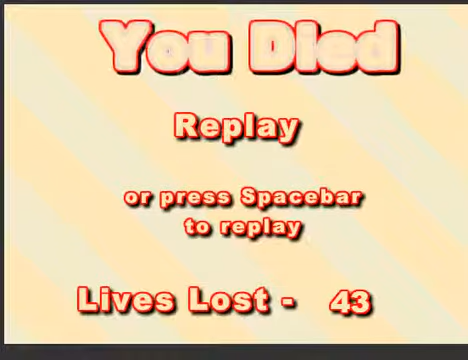 You Died
Replay
or press Spacebar
to replay
Lives Lost - 43